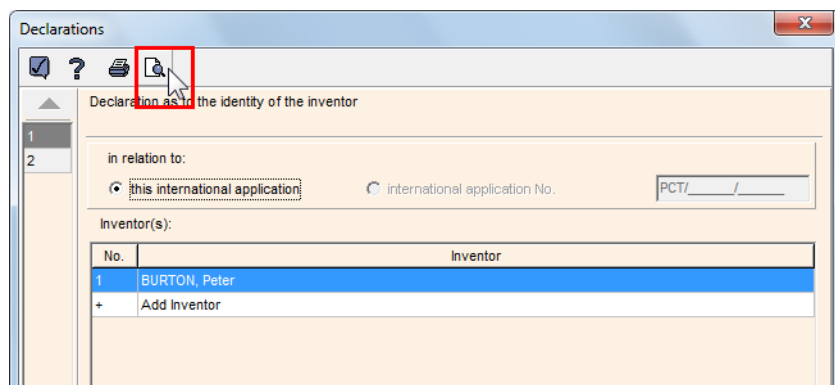 Declarations
Declaration as to the identity of the inventor
1
2
in relation to:
this international application
international application No.
PCT/______/______
Inventor(s):
No. Inventor
1 BURTON, Peter
+ Add Inventor